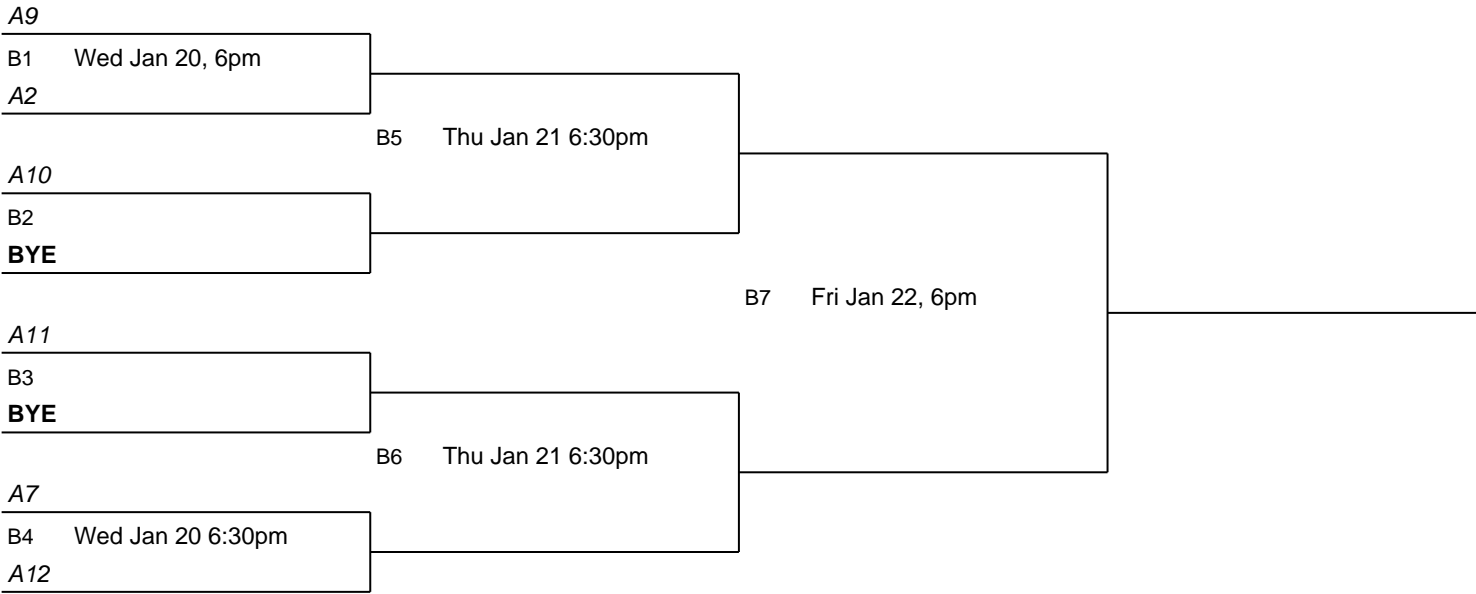 A9
B1 Wed Jan 20, 6pm
A2
B5 Thu Jan 21 6:30pm
A10
B2
BYE
B7 Fri Jan 22, 6pm
A11
B3
BYE
B6 Thu Jan 21 6:30pm
A7
B4 Wed Jan 20 6:30pm
A12